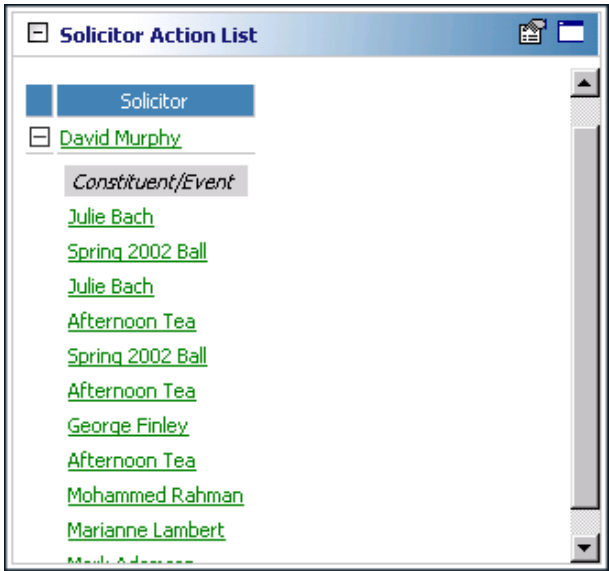 Solicitor Action List
Solicitor
David Murphy
Constituent/Event
Julie Bach
Spring 2002 Ball
Julie Bach
Afternoon Tea
Spring 2002 Ball
Afternoon Tea
George Finley
Afternoon Tea
Mohammed Rahman
Marianne Lambert